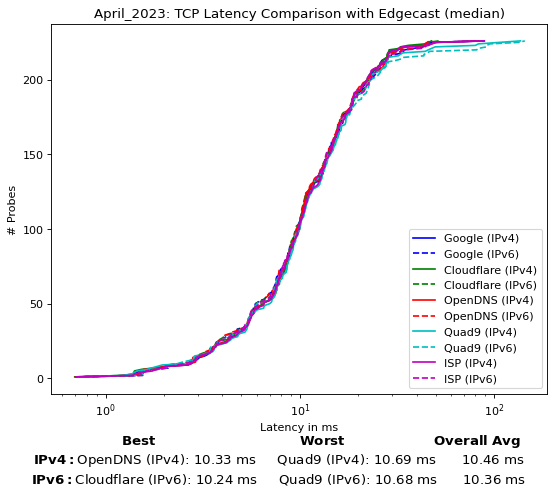 April_2023: TCP Latency Comparison with Edgecast (median)
200
150
100
50
0
# Probes
Google (IPv4)
Google (IPv6)
Cloudflare (IPv4)
Cloudflare (IPv6)
OpenDNS (IPv4)
OpenDNS (IPv6)
Quad9 (IPv4)
Quad9 (IPv6)
ISP (IPv4)
ISP (IPv6)
10⁰ 10¹ 10²
Latency in ms
Best Worst Overall Avg
IPv4: OpenDNS (IPv4): 10.33 ms Quad9 (IPv4): 10.69 ms 10.46 ms
IPv6: Cloudflare (IPv6): 10.24 ms Quad9 (IPv6): 10.68 ms 10.36 ms